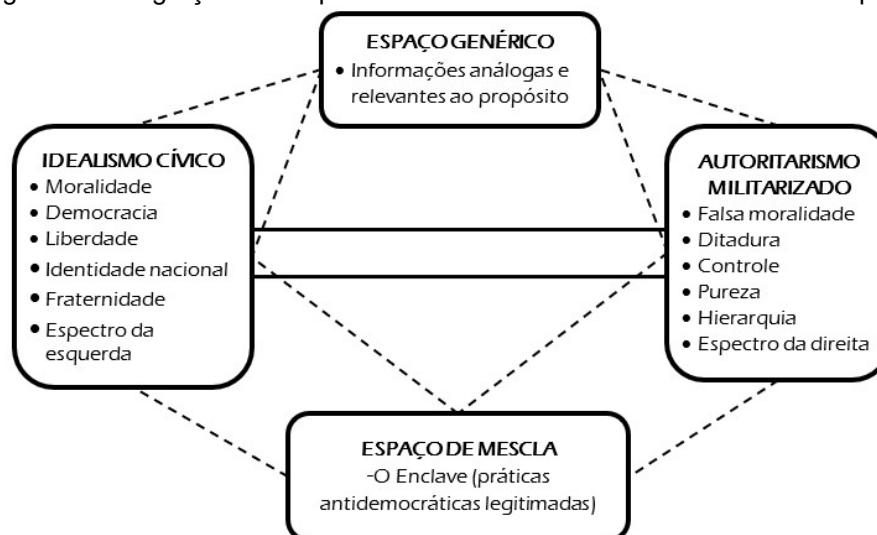 ESPAÇO GENÉRICO
• Informações análogas e
relevantes ao propósito
IDEALISMO CÍVICO
• Moralidade
• Democracia
• Liberdade
• Identidade nacional
• Fraternidade
• Espectro da
esquerda
AUTORITARISMO
MILITARIZADO
• Falsa moralidade
• Ditadura
• Controle
• Pureza
• Hierarquia
• Espectro da direita
ESPAÇO DE MESCLA
-O Enclave (práticas
antidemocráticas legitimadas)